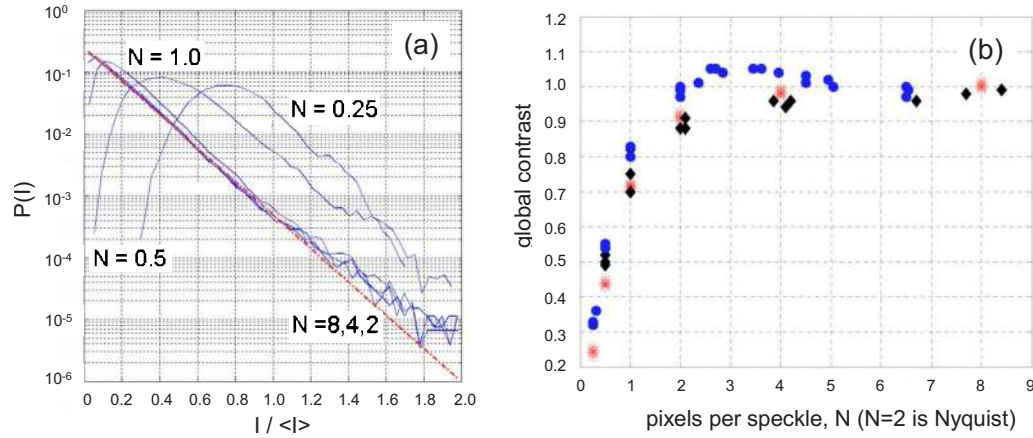 (a)
N = 1.0
N = 0.25
N = 0.5
N =8,4,2
P(I)
10⁰
10⁻¹
10⁻²
10⁻³
10⁻⁴
10⁻⁵
10⁻⁶
0 0.2 0.4 0.6 0.8 1.0 1.2 1.4 1.6 1.8 2.0
I / <I>
(b)
global contrast
1.2
1.1
1.0
0.9
0.8
0.7
0.6
0.5
0.4
0.3
0.2
0 1 2 3 4 5 6 7 8 9
pixels per speckle, N (N=2 is Nyquist)